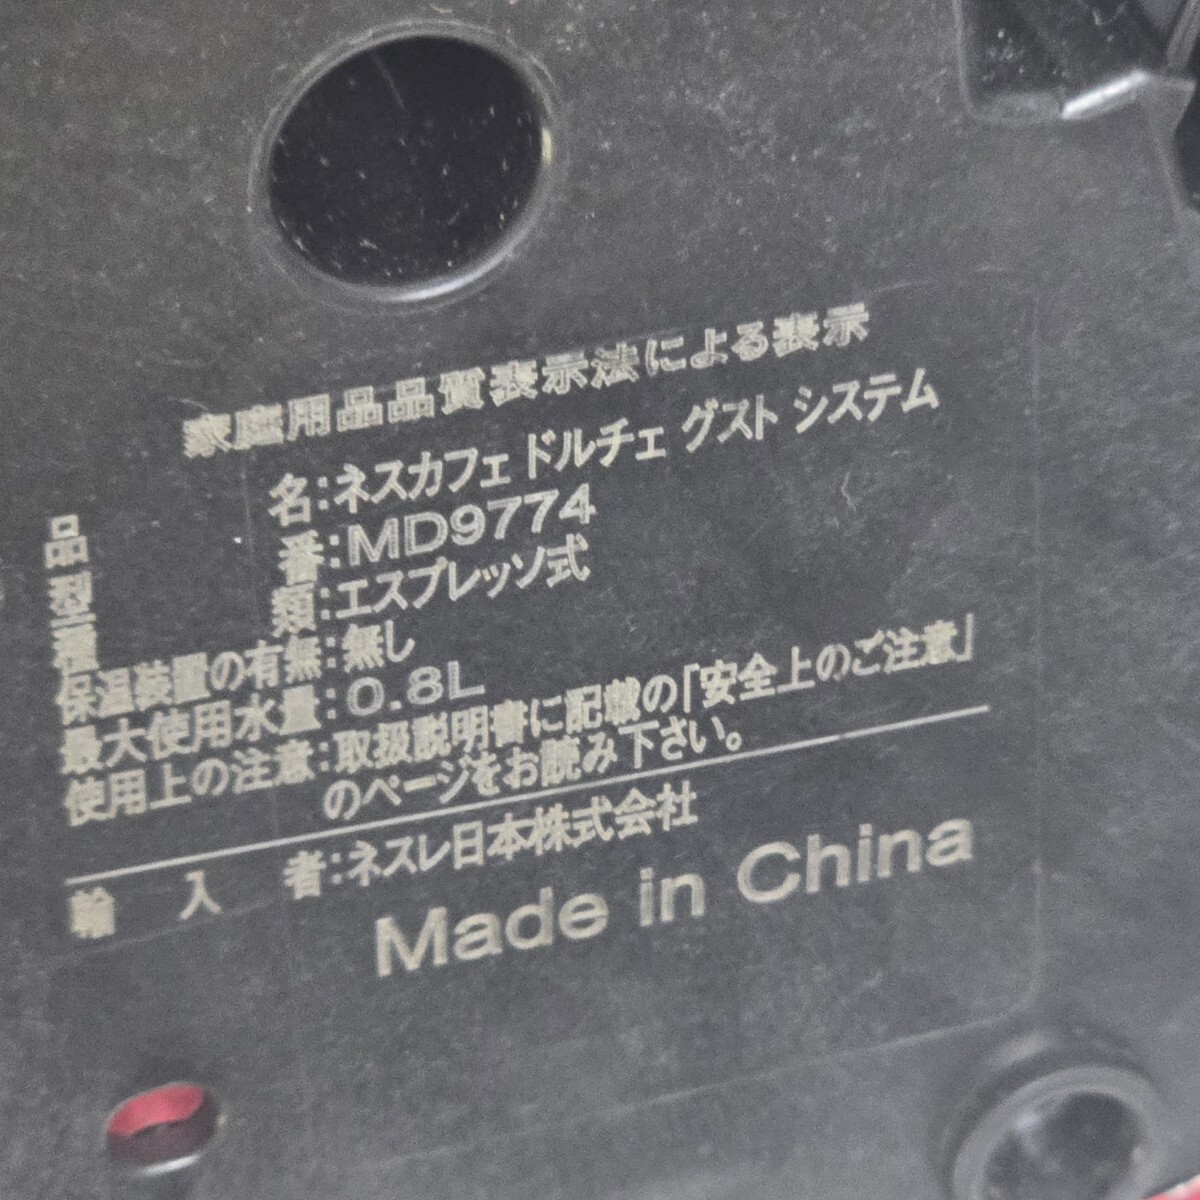 家庭用品品質表示法による表示
品名:ネスカフェ ドルチェ グスト システム
型番:MD9774
種類:エスプレッソ式
保温装置の有無:無し
最大使用水量:0.8L
使用上の注意:取扱説明書に記載の「安全上のご注意」
のページをお読み下さい。
輸入者:ネスレ日本株式会社
Made in China